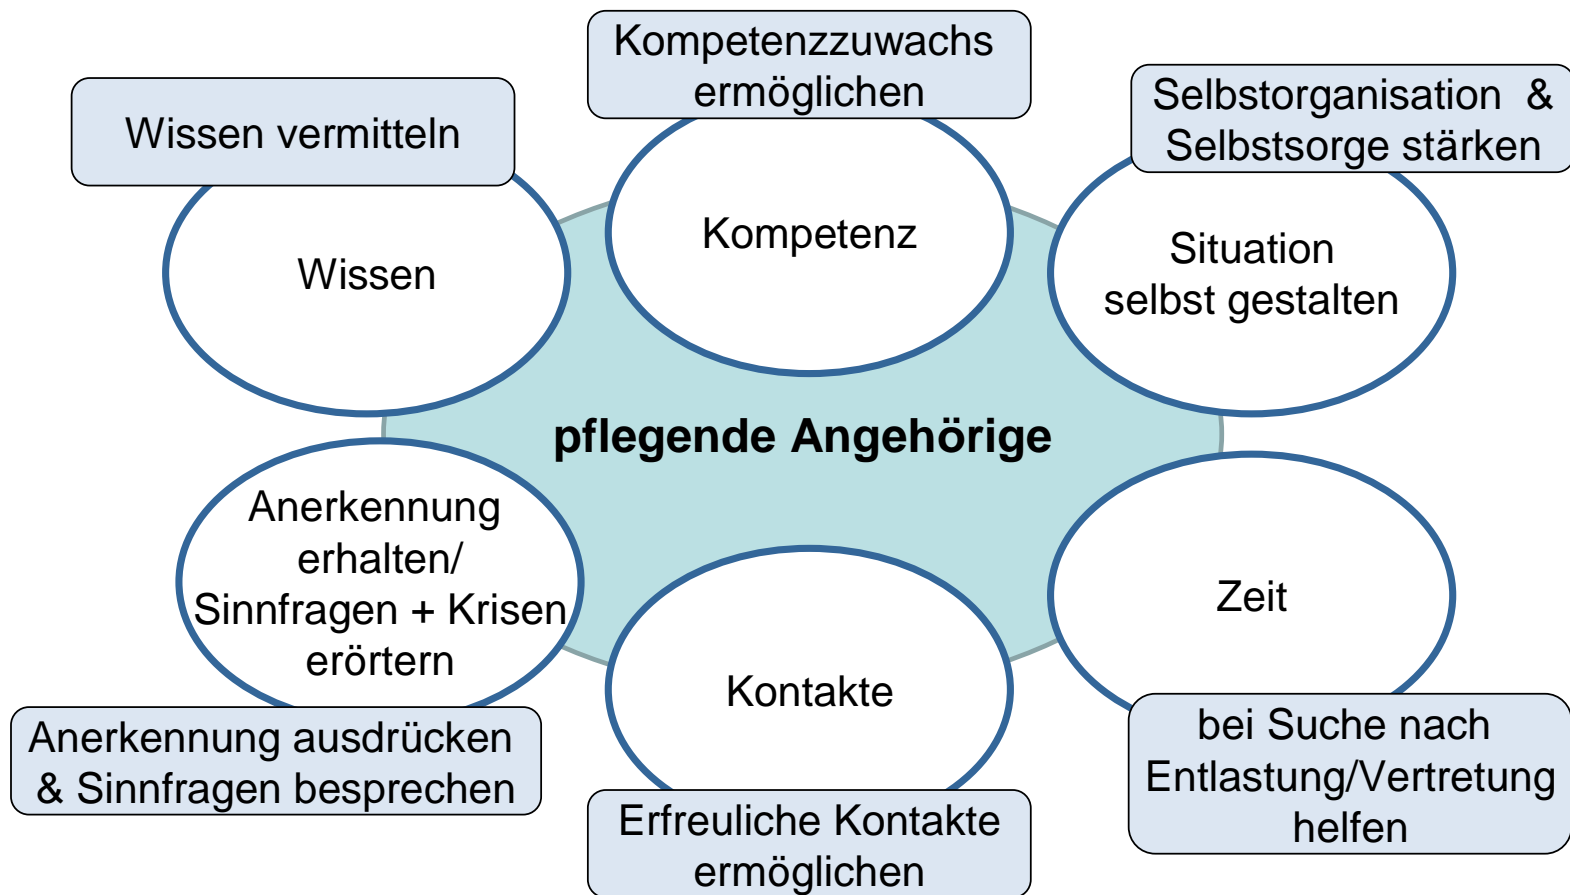 Kompetenzzuwachs
ermöglichen
Wissen vermitteln
Selbstorganisation &
Selbstsorge stärken
Wissen
Kompetenz
Situation
selbst gestalten
pflegende Angehörige
Anerkennung
erhalten/
Sinnfragen + Krisen
erörtern
Kontakte
Zeit
Anerkennung ausdrücken
& Sinnfragen besprechen
Erfreuliche Kontakte
ermöglichen
bei Suche nach
Entlastung/Vertretung
helfen